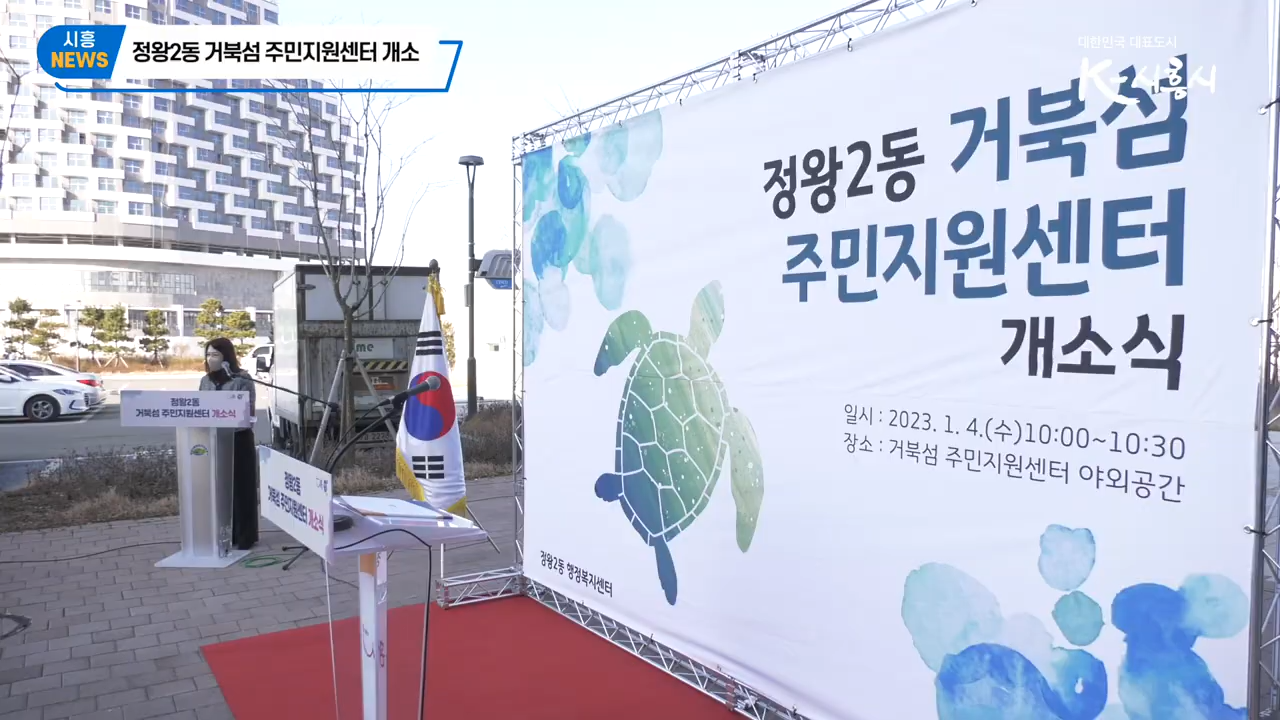 시흥
NEWS
정왕2동 거북섬 주민지원센터 개소
대한민국 대표도시
K-시흥시
정왕2동 거북섬
주민지원센터
개소식
일시 : 2023. 1. 4.(수)10:00~10:30
장소 : 거북섬 주민지원센터 야외공간
정왕2동 행정복지센터
정왕2동
거북섬 주민지원센터 개소식
정왕2동
거북섬 주민지원센터 개소식